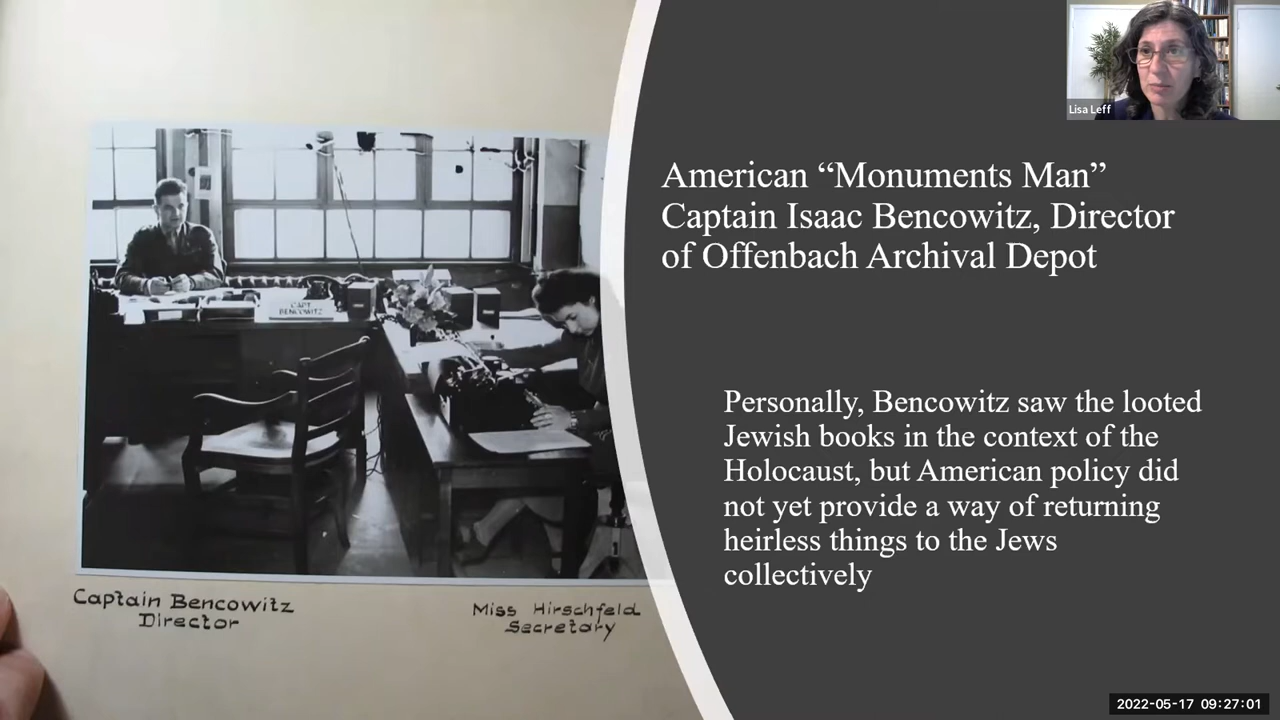 Lisa Leff
American “Monuments Man”
Captain Isaac Bencowitz, Director
of Offenbach Archival Depot
Personally, Bencowitz saw the looted
Jewish books in the context of the
Holocaust, but American policy did
not yet provide a way of returning
heirless things to the Jews
collectively
CAPT.
BENCOWITZ
Captain Bencowitz
Director
Miss Hirschfeld
Secretary
2022-05-17 09:27:01